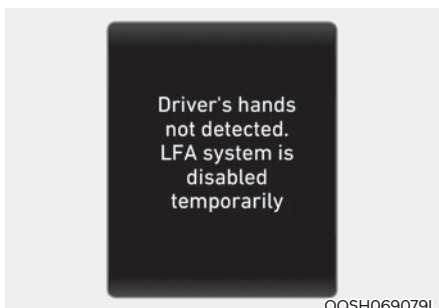 Driver's hands
not detected.
LFA system is
disabled
temporarily
OOSH069079L